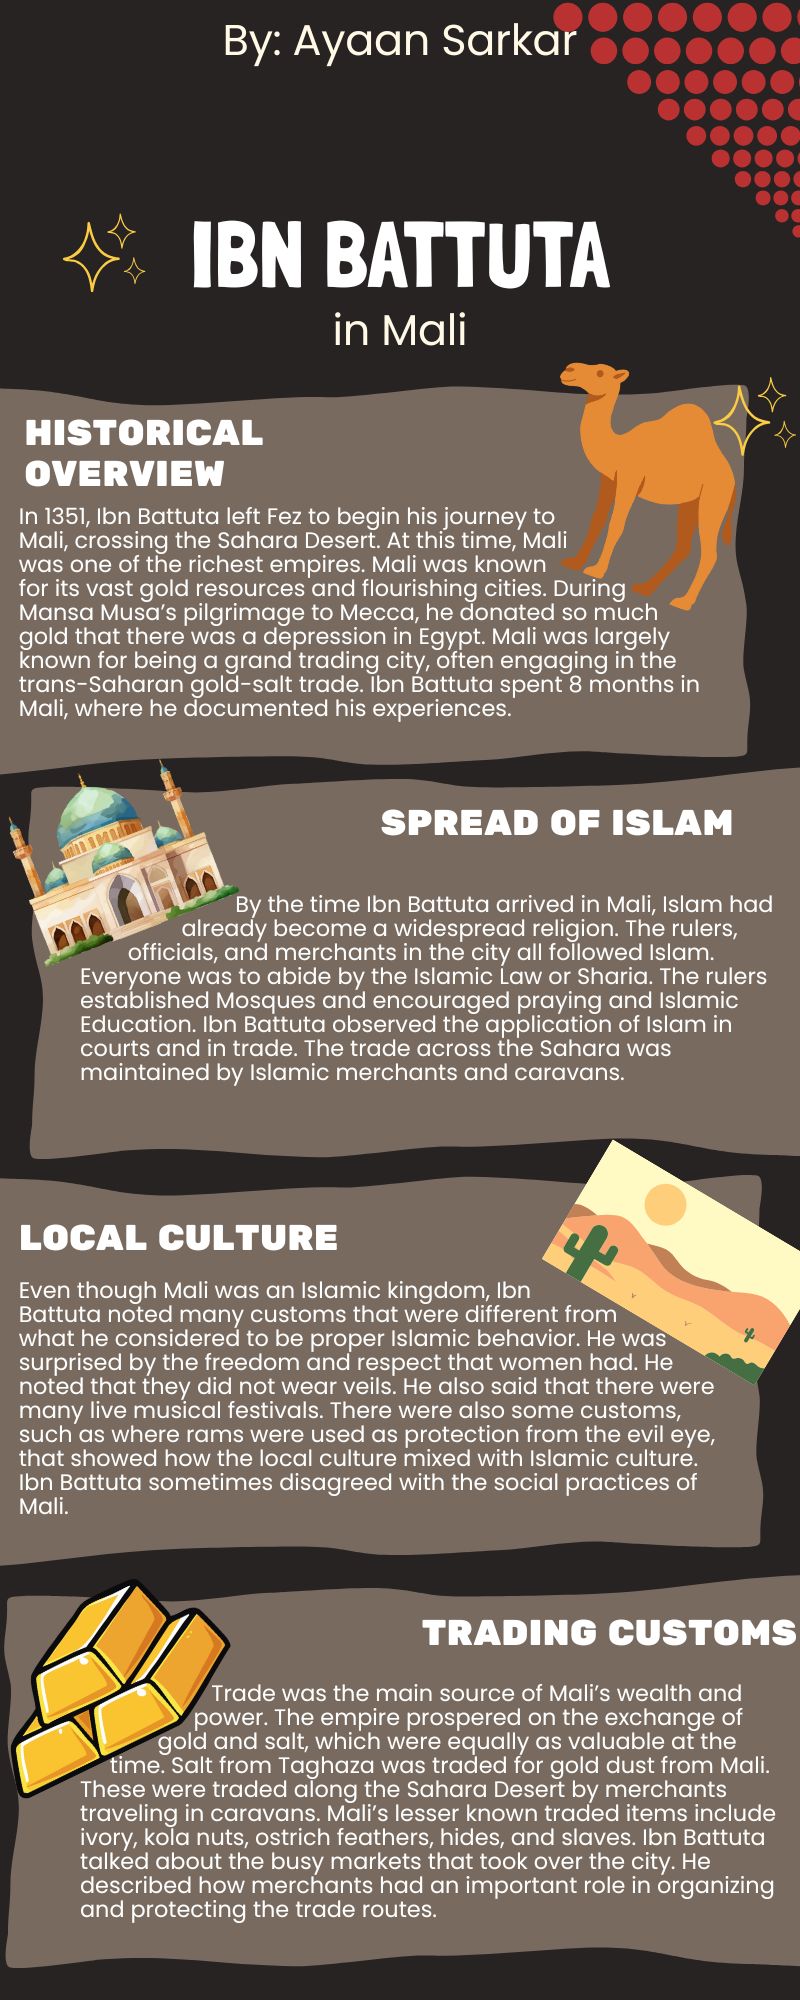 By: Ayaan Sarkar
IBN BATTUTA
in Mali
HISTORICAL
OVERVIEW
In 1351, Ibn Battuta left Fez to begin his journey to
Mali, crossing the Sahara Desert. At this time, Mali
was one of the richest empires. Mali was known
for its vast gold resources and flourishing cities. During
Mansa Musa's pilgrimage to Mecca, he donated so much
gold that there was a depression in Egypt. Mali was largely
known for being a grand trading city, often engaging in the
trans-Saharan gold-salt trade. Ibn Battuta spent 8 months in
Mali, where he documented his experiences.
SPREAD OF ISLAM
By the time Ibn Battuta arrived in Mali, Islam had
already become a widespread religion. The rulers,
officials, and merchants in the city all followed Islam.
Everyone was to abide by the Islamic Law or Sharia. The rulers
established Mosques and encouraged praying and Islamic
Education. Ibn Battuta observed the application of Islam in
courts and in trade. The trade across the Sahara was
maintained by Islamic merchants and caravans.
LOCAL CULTURE
Even though Mali was an Islamic kingdom, Ibn
Battuta noted many customs that were different from
what he considered to be proper Islamic behavior. He was
surprised by the freedom and respect that women had. He
noted that they did not wear veils. He also said that there were
many live musical festivals. There were also some customs,
such as where rams were used as protection from the evil eye,
that showed how the local culture mixed with Islamic culture.
Ibn Battuta sometimes disagreed with the social practices of
Mali.
TRADING CUSTOMS
Trade was the main source of Mali's wealth and
power. The empire prospered on the exchange of
gold and salt, which were equally as valuable at the
time. Salt from Taghaza was traded for gold dust from Mali.
These were traded along the Sahara Desert by merchants
traveling in caravans. Mali's lesser known traded items include
ivory, kola nuts, ostrich feathers, hides, and slaves. Ibn Battuta
talked about the busy markets that took over the city. He
described how merchants had an important role in organizing
and protecting the trade routes.